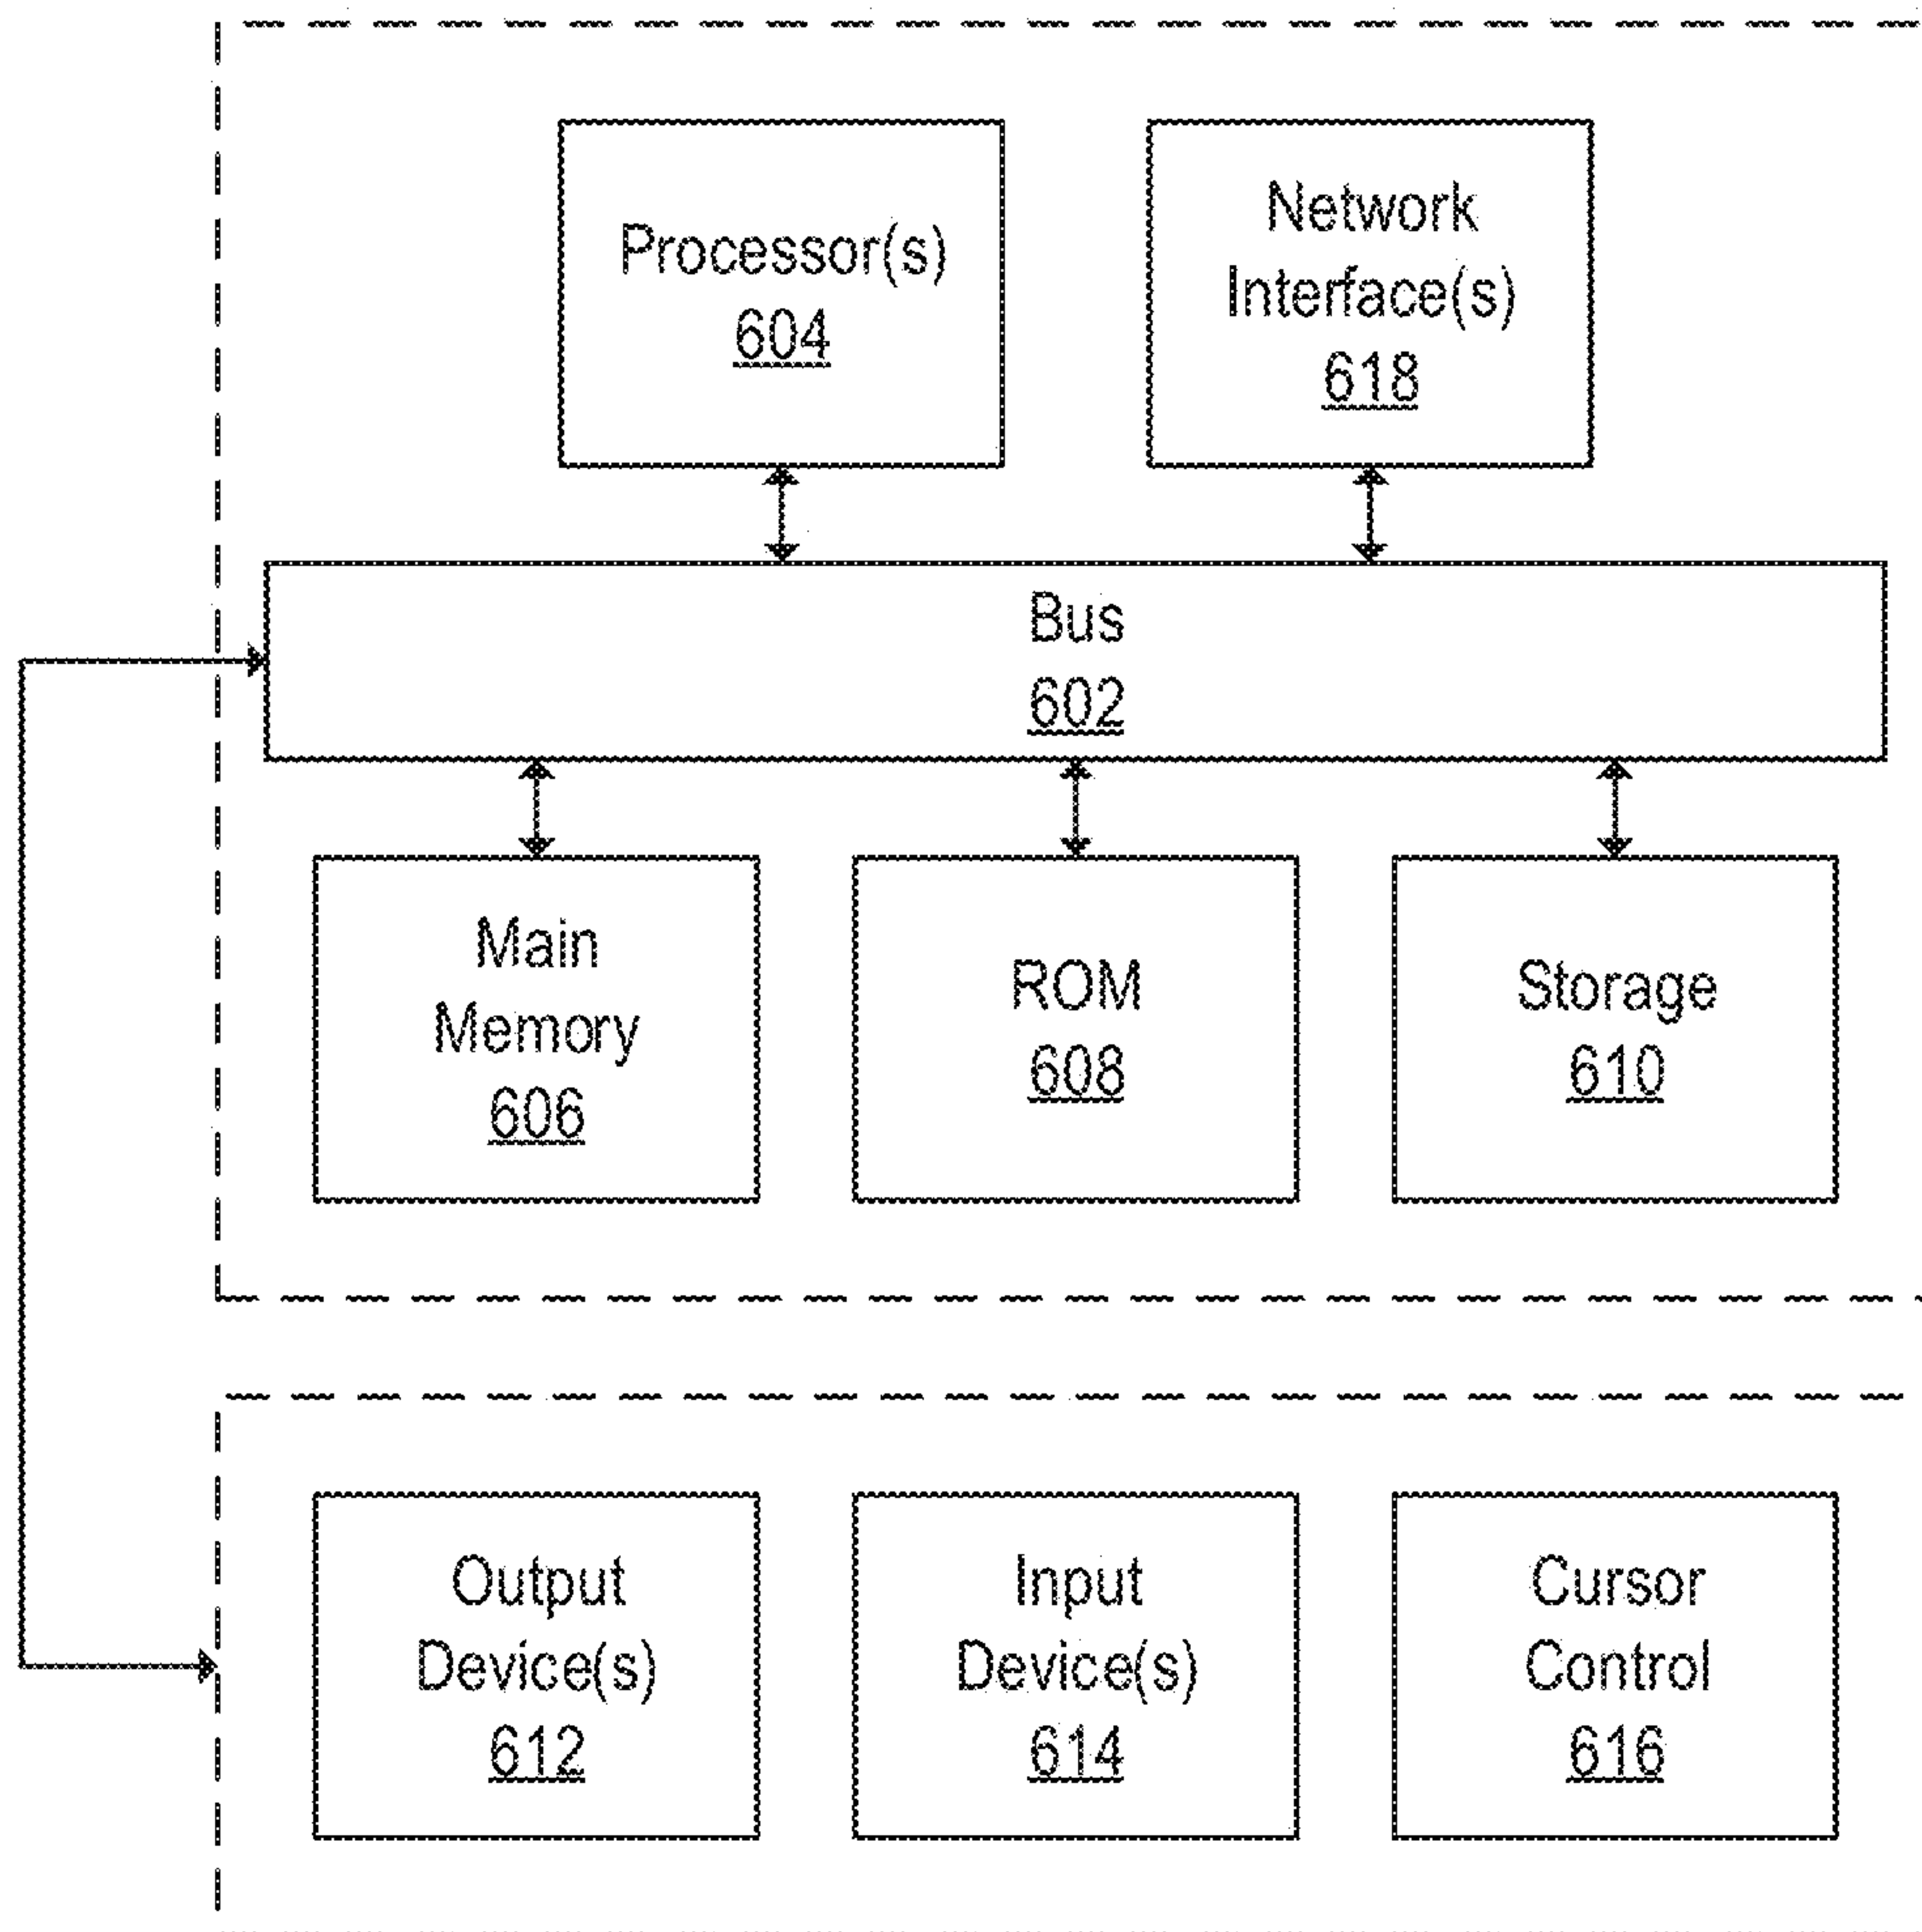 Processor(s)
604
Network
Interface(s)
618
Bus
602
Main
Memory
606
ROM
608
Storage
610
Output
Device(s)
612
Input
Device(s)
614
Cursor
Control
616